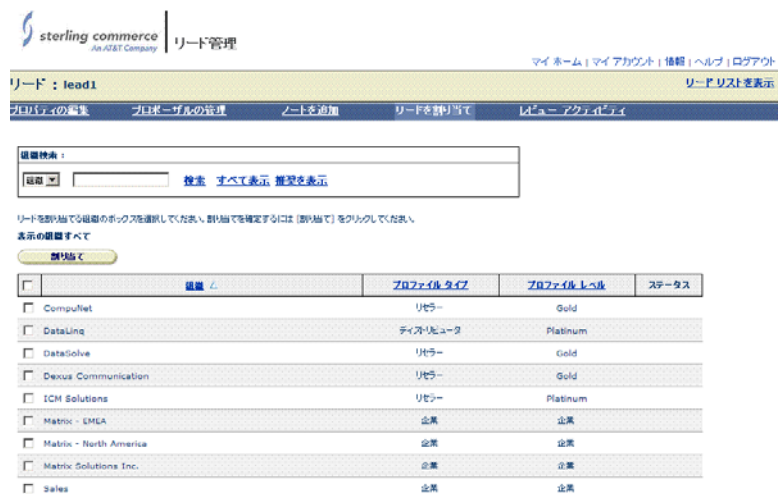 sterling commerce
An AT&T Company
リード管理
マイ ホーム | マイ アカウント | 情報 | ヘルプ | ログアウト
リード : lead1 リード リストを表示
プロパティの編集 プロポーザルの管理 ノートを追加 リードを割り当て レビュー アクティビティ
組織検索 :
組織 検索 すべて表示 推奨を表示
リードを割り当てる組織のボックスを選択してください。割り当てを確定するには [割り当て] をクリックしてください。
表示の組織すべて
割り当て
組織 プロファイル タイプ プロファイル レベル ステータス
CompuNet リセラー Gold
DataLinq ディストリビュータ Platinum
DataSolve リセラー Gold
Dexus Communication リセラー Gold
ICM Solutions リセラー Platinum
Matrix - EMEA 企業 企業
Matrix - North America 企業 企業
Matrix Solutions Inc. 企業 企業
Sales 企業 企業